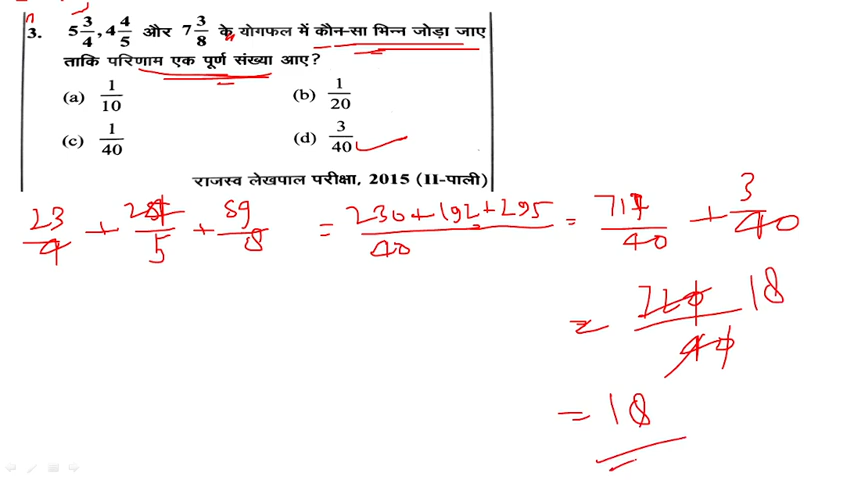 3. 5 3/4, 4 4/5 और 7 3/8 के योगफल में कौन-सा भिन्न जोड़ा जाए
ताकि परिणाम एक पूर्ण संख्या आए?
(a) 1/10 (b) 1/20
(c) 1/40 (d) 3/40
राजस्व लेखपाल परीक्षा, 2015 (II-पाली)
23/4 + 24/5 + 59/8 = 230+192+295/40 = 717/40 + 3/40
= 720/40 18
= 18